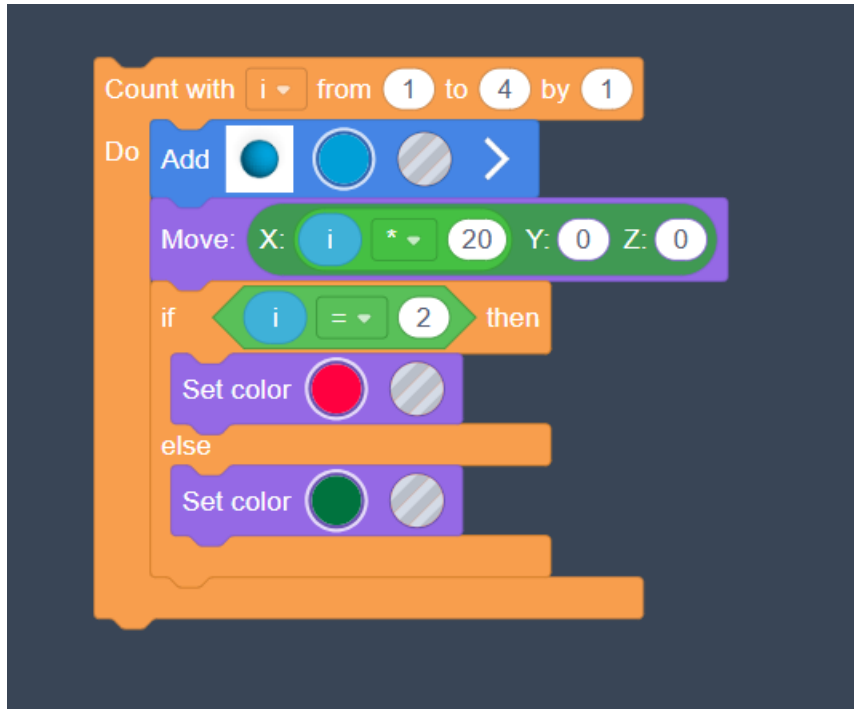 Count with i from 1 to 4 by 1
Do Add
Move: X: i * 20 Y: 0 Z: 0
if i = 2 then
Set color
else
Set color